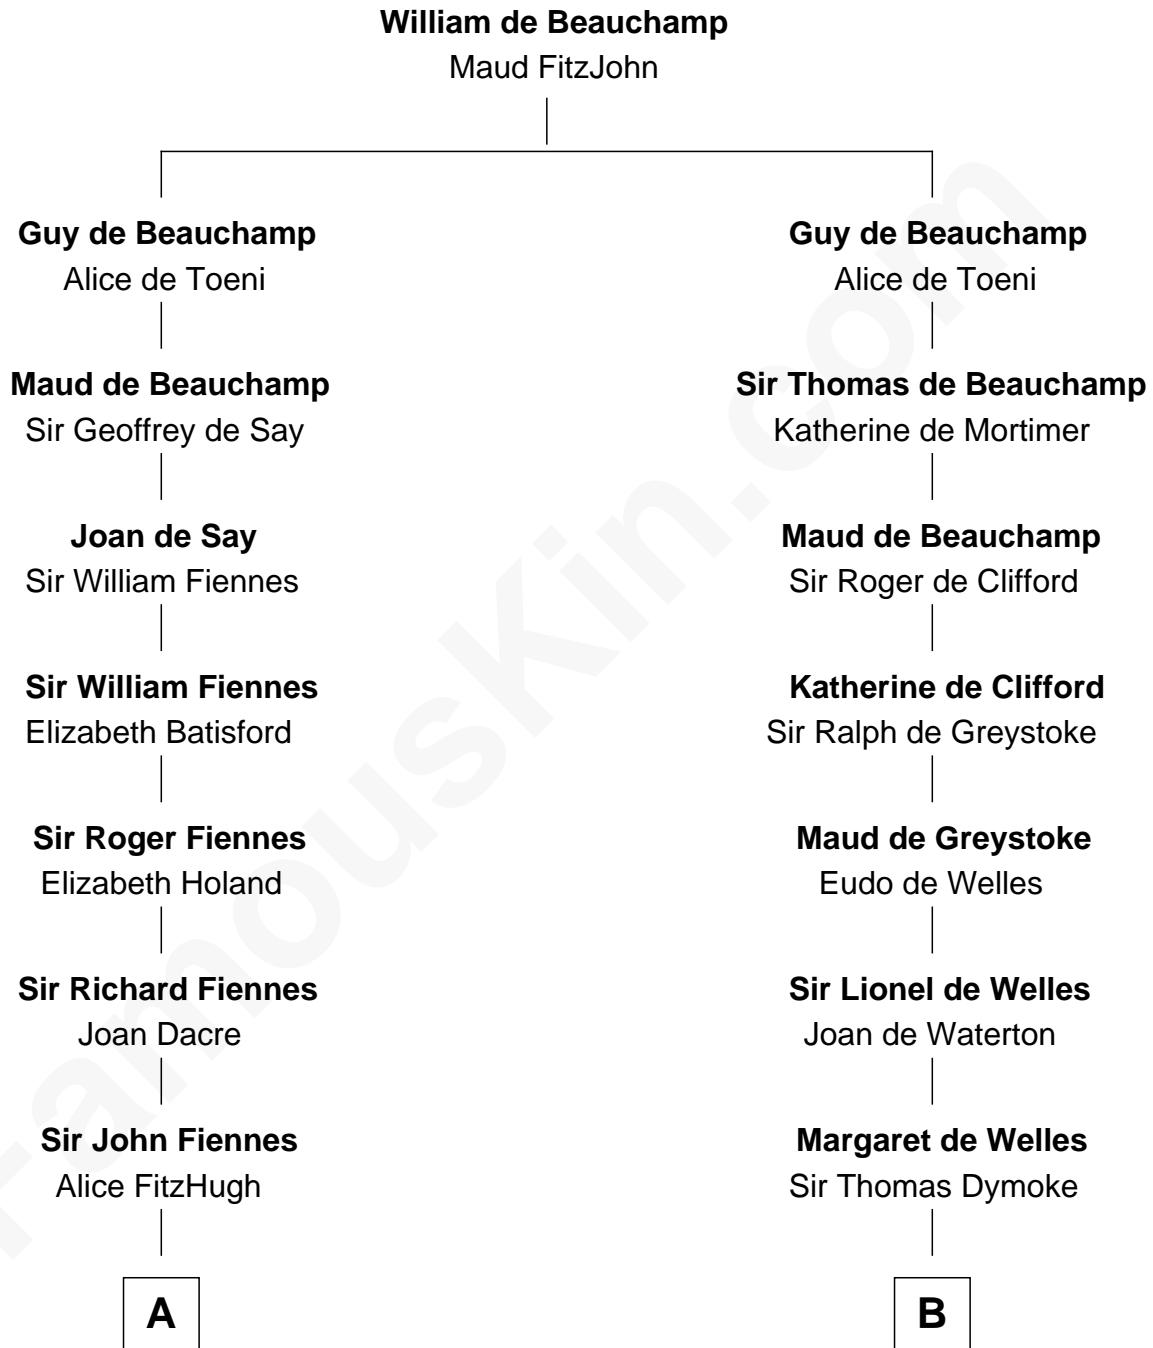 William de Beauchamp
Maud FitzJohn
Guy de Beauchamp
Alice de Toeni
Guy de Beauchamp
Alice de Toeni
Maud de Beauchamp
Sir Geoffrey de Say
Sir Thomas de Beauchamp
Katherine de Mortimer
Joan de Say
Sir William Fiennes
Maud de Beauchamp
Sir Roger de Clifford
Sir William Fiennes
Elizabeth Batisford
Katherine de Clifford
Sir Ralph de Greystoke
Sir Roger Fiennes
Elizabeth Holand
Maud de Greystoke
Eudo de Welles
Sir Richard Fiennes
Joan Dacre
Sir Lionel de Welles
Joan de Waterton
Sir John Fiennes
Alice FitzHugh
Margaret de Welles
Sir Thomas Dymoke
A
B
FamousKin.com